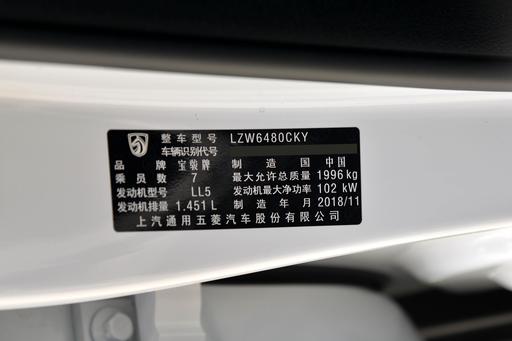 整车型号 LZW6480CKY
车辆识别代号
品牌 宝骏牌 制造国 中国
乘员数 7 最大允许总质量 1996 kg
发动机型号 LL5 发动机最大净功率 102 kW
发动机排量 1.451 L 制造年月 2018/11
上汽通用五菱汽车股份有限公司